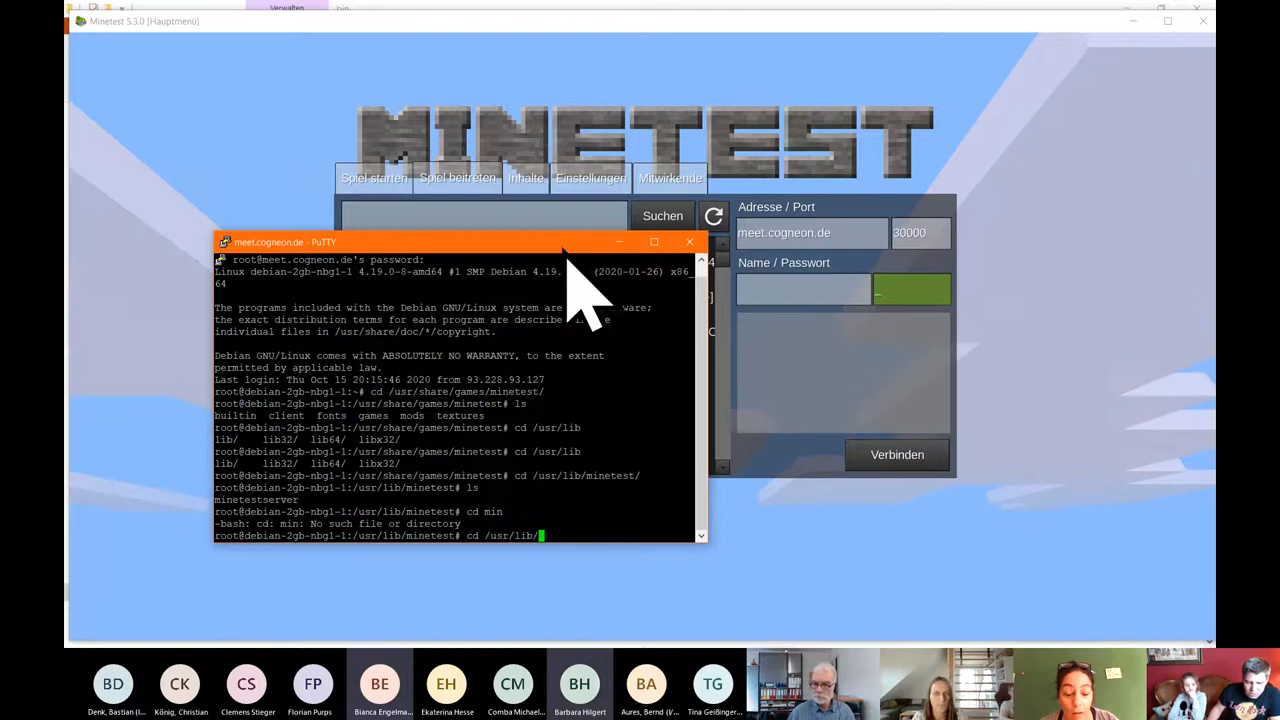 Verwalten
bin
Minetest 5.3.0 [Hauptmenü]
MINETEST
Spiel starten
Spiel beitreten
Inhalte
Einstellungen
Mitwirkende
Suchen
Adresse / Port
meet.cogneon.de
30000
Name / Passwort
Verbinden
meet.cogneon.de - PuTTY
root@meet.cogneon.de's password:
Linux debian-2gb-nbg1-1 4.19.0-8-amd64 #1 SMP Debian 4.19. (2020-01-26) x86_
64
The programs included with the Debian GNU/Linux system are ware;
the exact distribution terms for each program are described in e
individual files in /usr/share/doc/*/copyright.
Debian GNU/Linux comes with ABSOLUTELY NO WARRANTY, to the extent
permitted by applicable law.
Last login: Thu Oct 15 20:15:46 2020 from 93.228.93.127
root@debian-2gb-nbg1-1:~# cd /usr/share/games/minetest/
root@debian-2gb-nbg1-1:/usr/share/games/minetest# ls
builtin client fonts games mods textures
root@debian-2gb-nbg1-1:/usr/share/games/minetest# cd /usr/lib
lib/ lib32/ lib64/ libx32/
root@debian-2gb-nbg1-1:/usr/share/games/minetest# cd /usr/lib
lib/ lib32/ lib64/ libx32/
root@debian-2gb-nbg1-1:/usr/share/games/minetest# cd /usr/lib/minetest/
root@debian-2gb-nbg1-1:/usr/lib/minetest# ls
minetestserver
root@debian-2gb-nbg1-1:/usr/lib/minetest# cd min
-bash: cd: min: No such file or directory
root@debian-2gb-nbg1-1:/usr/lib/minetest# cd /usr/lib/
BD
CK
CS
FP
BE
EH
CM
BH
BA
TG
Denk, Bastian (I...
König, Christian
Clemens Stieger
Florian Purps
Bianca Engelma...
Ekaterina Hesse
Comba Michael...
Barbara Hilgert
Aures, Bernd (I/...
Tina Geißinger...